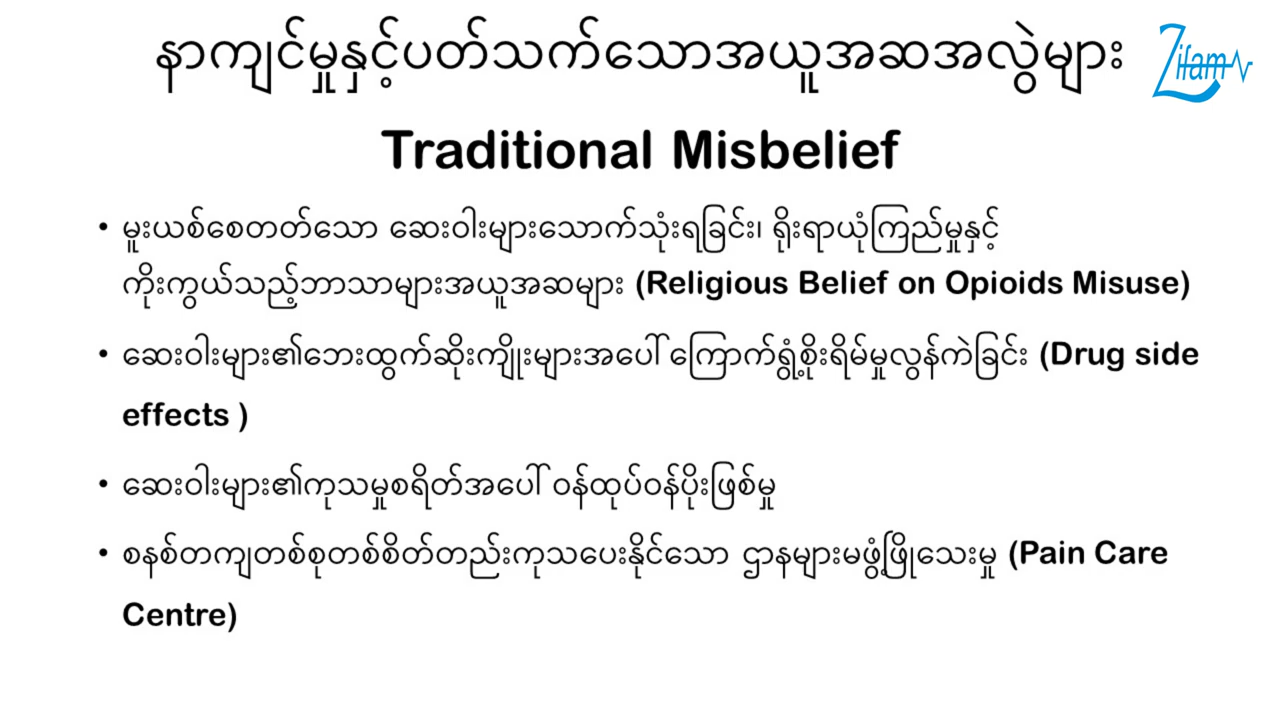 နာကျင်မှုနှင့်ပတ်သက်သောအယူအဆအလွဲများ
Zifam
Traditional Misbelief
• မူးယစ်စေတတ်သော ဆေးဝါးများသောက်သုံးရခြင်း၊ ရိုးရာယုံကြည်မှုနှင့်
ကိုးကွယ်သည့်ဘာသာများအယူအဆများ (Religious Belief on Opioids Misuse)
• ဆေးဝါးများ၏ဘေးထွက်ဆိုးကျိုးများအပေါ် ကြောက်ရွံ့စိုးရိမ်မှုလွန်ကဲခြင်း (Drug side
effects )
• ဆေးဝါးများ၏ကုသမှုစရိတ်အပေါ် ဝန်ထုပ်ဝန်ပိုးဖြစ်မှု
• စနစ်တကျတစ်စုတစ်စိတ်တည်းကုသပေးနိုင်သော ဌာနများမဖွံ့ဖြိုးသေးမှု (Pain Care
Centre)